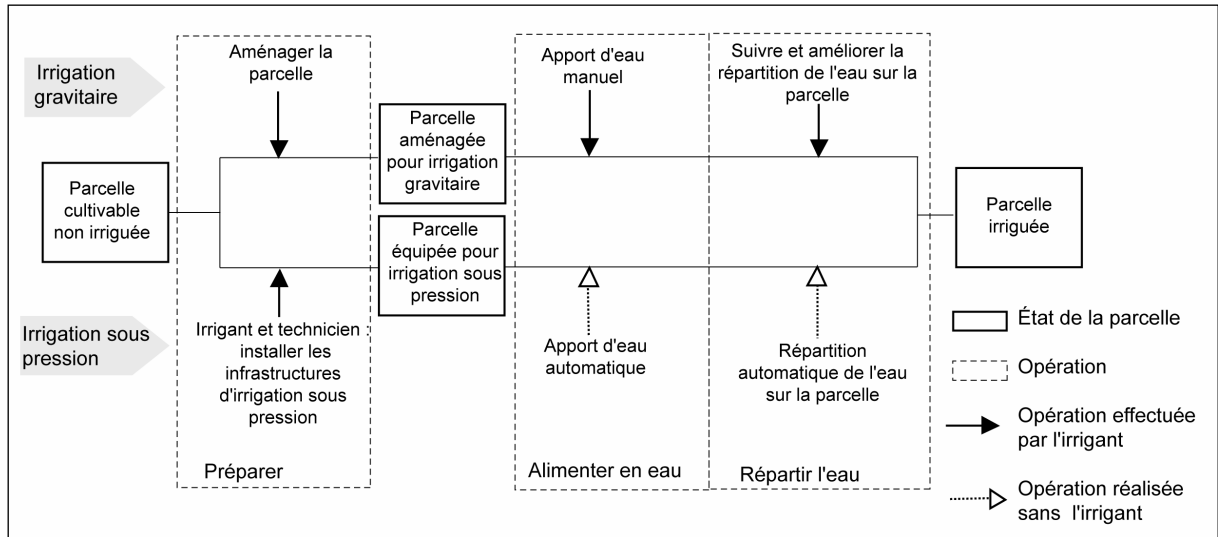 Irrigation
gravitaire
Aménager la
parcelle
Apport d'eau
manuel
Suivre et améliorer la
répartition de l'eau sur la
parcelle
Parcelle
cultivable
non irriguée
Parcelle
aménagée
pour irrigation
gravitaire
Parcelle
équipée pour
irrigation sous
pression
Parcelle
irriguée
Irrigation sous
pression
Irrigant et technicien :
installer les
infrastructures
d'irrigation sous
pression
Apport d'eau
automatique
Répartition
automatique de l'eau
sur la parcelle
Préparer
Alimenter en eau
Répartir l'eau
État de la parcelle
Opération
Opération effectuée
par l'irrigant
Opération réalisée
sans l'irrigant